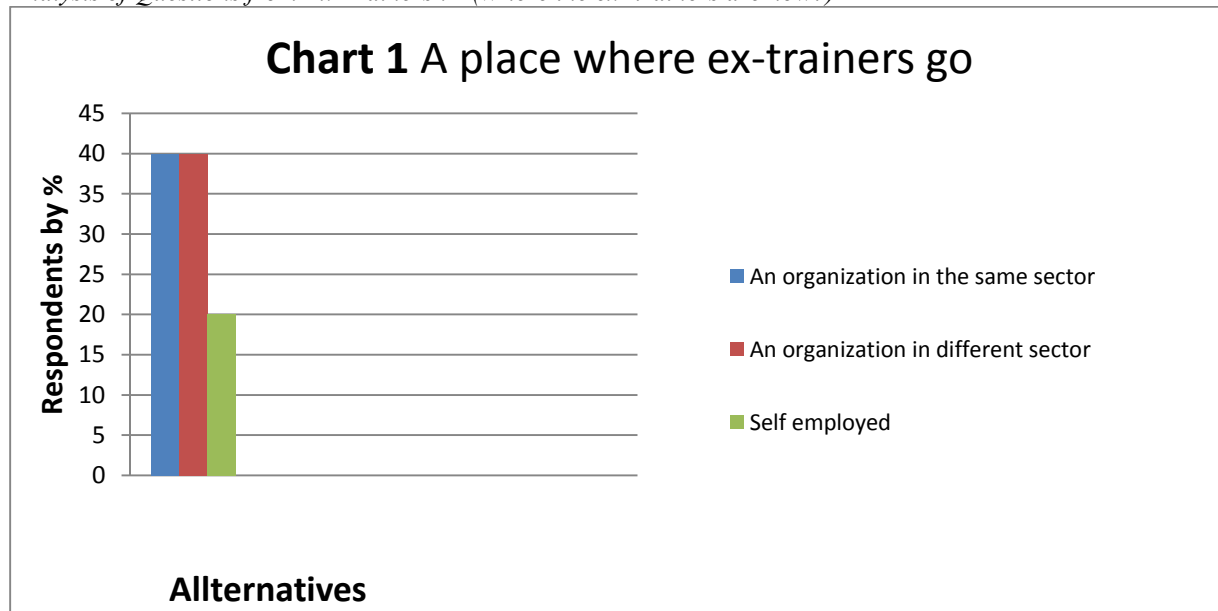 Chart 1 A place where ex-trainers go
Respondents by %
45
40
35
30
25
20
15
10
5
0
An organization in the same sector
An organization in different sector
Self employed
Allternatives